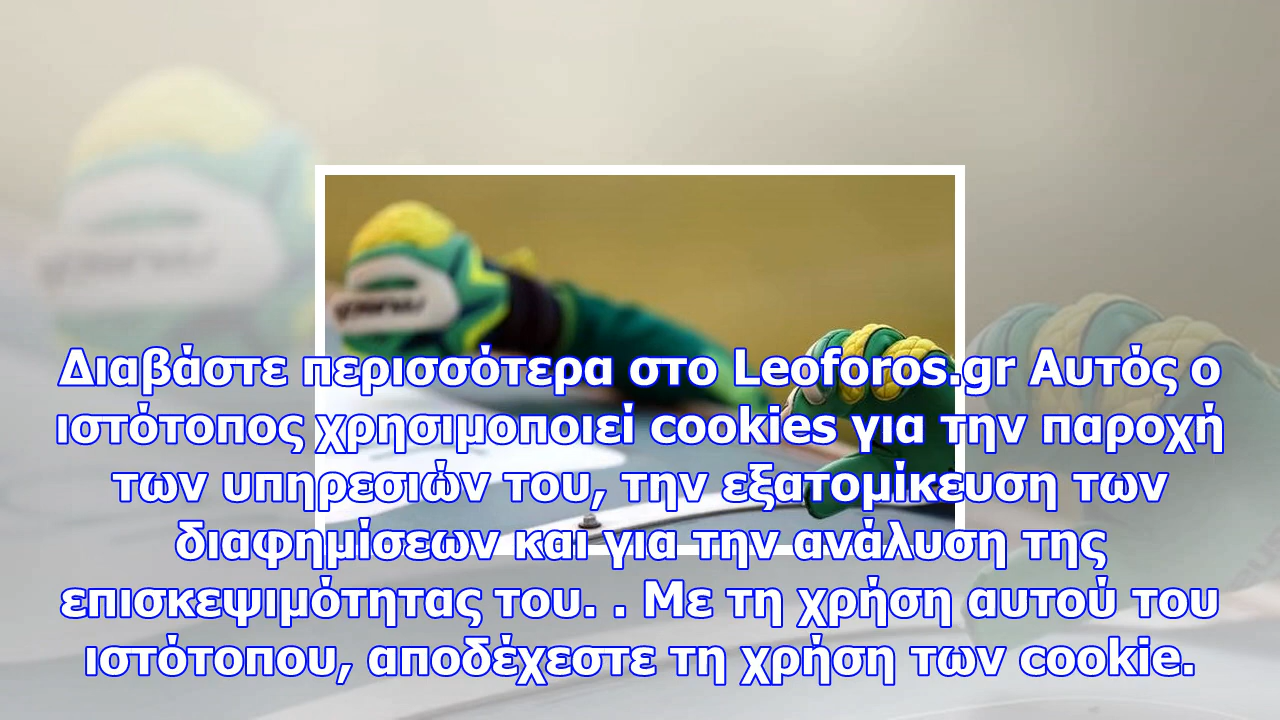 Διαβάστε περισσότερα στο Leoforos.gr Αυτός ο
ιστότοπος χρησιμοποιεί cookies για την παροχή
των υπηρεσιών του, την εξατομίκευση των
διαφημίσεων και για την ανάλυση της
επισκεψιμότητας του. . Με τη χρήση αυτού του
ιστότοπου, αποδέχεστε τη χρήση των cookie.